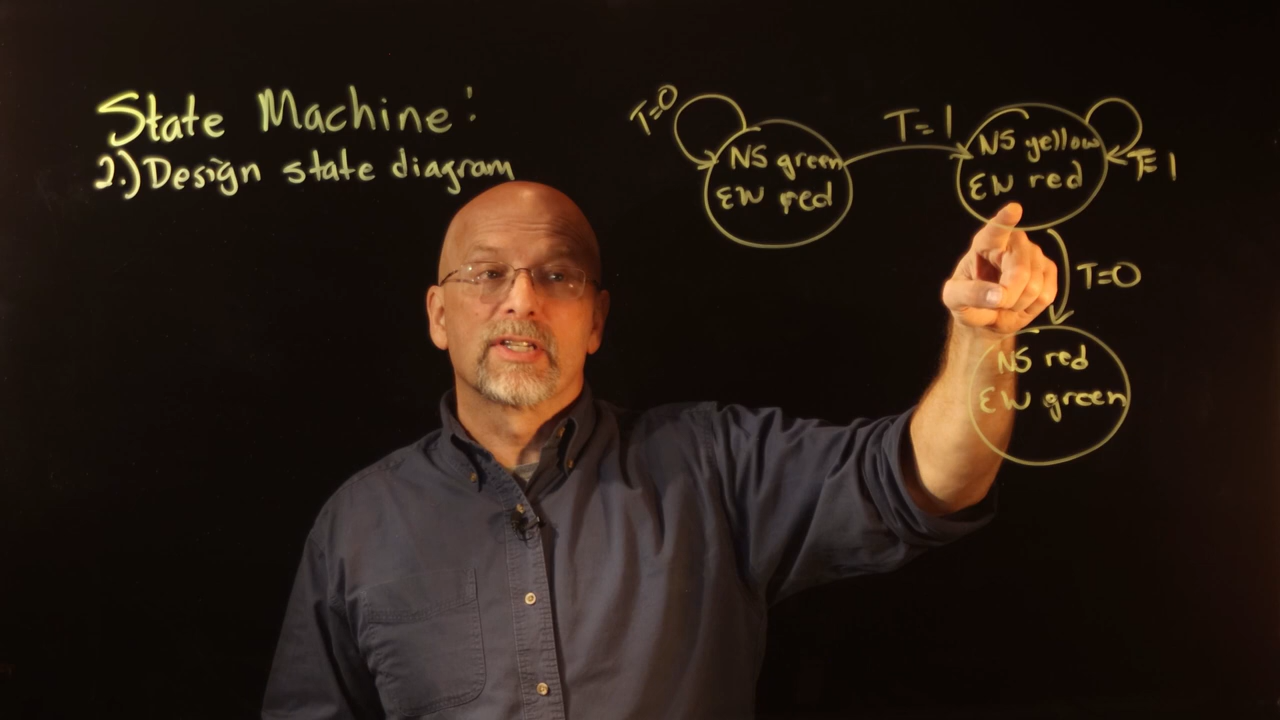 State Machine:
2.) Design state diagram
T=0
NS green
EW red
T=1
NS yellow
EW red
T=1
T=0
NS red
EW green